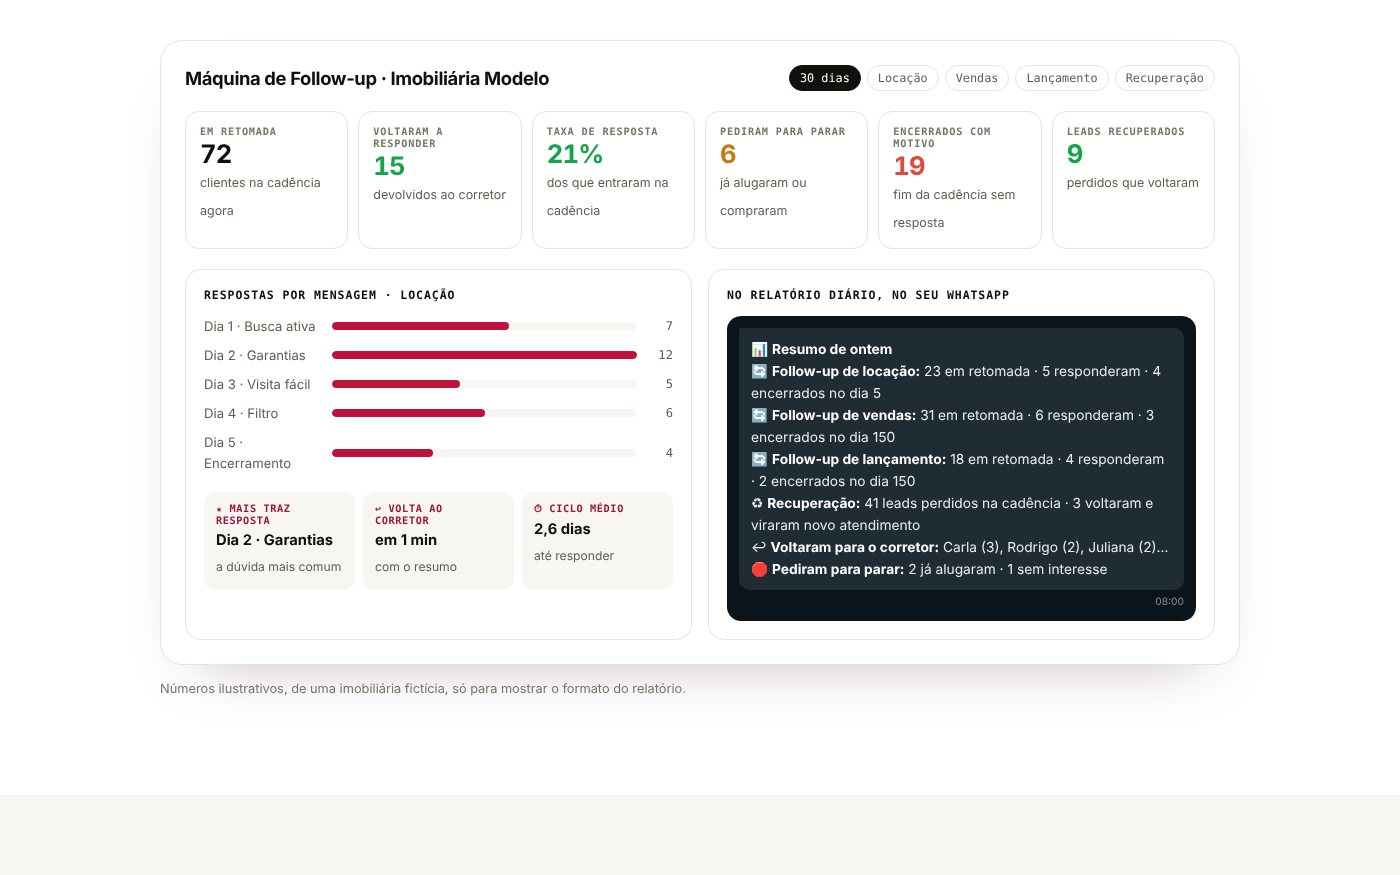 Máquina de Follow-up · Imobiliária Modelo
30 dias
Locação
Vendas
Lançamento
Recuperação
EM RETOMADA
72
clientes na cadência
agora
VOLTARAM A
RESPONDER
15
devolvidos ao corretor
TAXA DE RESPOSTA
21%
dos que entraram na
cadência
PEDIRAM PARA PARAR
6
já alugaram ou
compraram
ENCERRADOS COM
MOTIVO
19
fim da cadência sem
resposta
LEADS RECUPERADOS
9
perdidos que voltaram
RESPOSTAS POR MENSAGEM · LOCAÇÃO
Dia 1 · Busca ativa 7
Dia 2 · Garantias 12
Dia 3 · Visita fácil 5
Dia 4 · Filtro 6
Dia 5 ·
Encerramento 4
★ MAIS TRAZ
RESPOSTA
Dia 2 · Garantias
a dúvida mais comum
↩ VOLTA AO
CORRETOR
em 1 min
com o resumo
⏱ CICLO MÉDIO
2,6 dias
até responder
NO RELATÓRIO DIÁRIO, NO SEU WHATSAPP
📊 Resumo de ontem
🔄 Follow-up de locação: 23 em retomada · 5 responderam · 4
encerrados no dia 5
🔄 Follow-up de vendas: 31 em retomada · 6 responderam · 3
encerrados no dia 150
🔄 Follow-up de lançamento: 18 em retomada · 4 responderam
· 2 encerrados no dia 150
♻ Recuperação: 41 leads perdidos na cadência · 3 voltaram e
viraram novo atendimento
↩ Voltaram para o corretor: Carla (3), Rodrigo (2), Juliana (2)…
🛑 Pediram para parar: 2 já alugaram · 1 sem interesse
08:00
Números ilustrativos, de uma imobiliária fictícia, só para mostrar o formato do relatório.